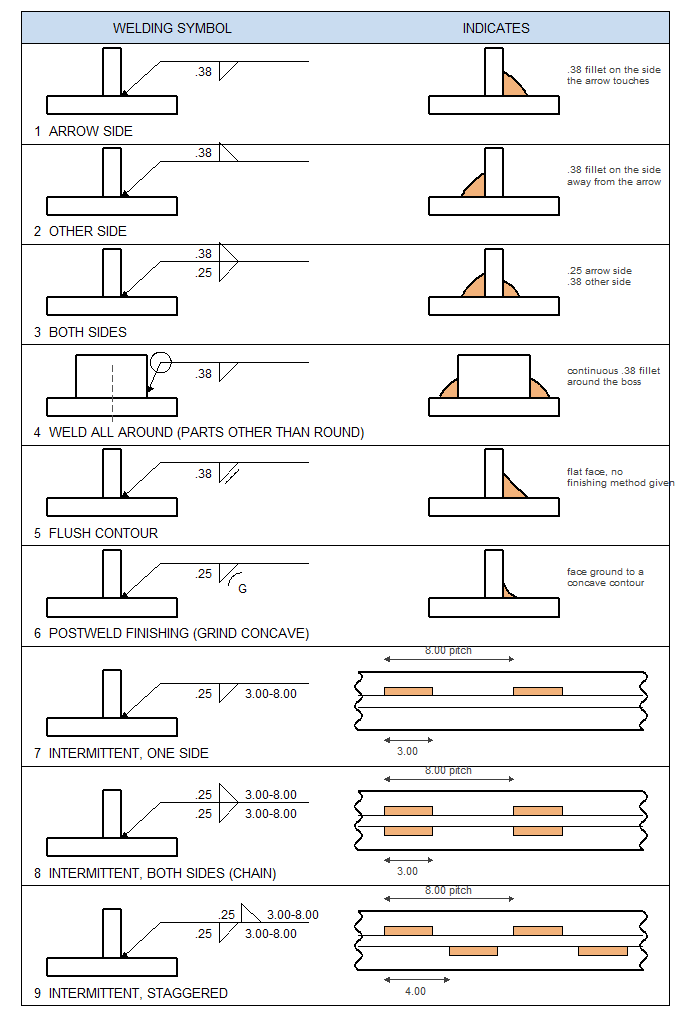 WELDING SYMBOL
INDICATES
.38
.38 fillet on the side
the arrow touches
1 ARROW SIDE
.38
.38 fillet on the side
away from the arrow
2 OTHER SIDE
.38
.25
.25 arrow side
.38 other side
3 BOTH SIDES
.38
continuous .38 fillet
around the boss
4 WELD ALL AROUND (PARTS OTHER THAN ROUND)
.38
flat face, no
finishing method given
5 FLUSH CONTOUR
.25
G
face ground to a
concave contour
6 POSTWELD FINISHING (GRIND CONCAVE)
8.00 pitch
.25 3.00-8.00
3.00
7 INTERMITTENT, ONE SIDE
8.00 pitch
.25 3.00-8.00
.25 3.00-8.00
3.00
8 INTERMITTENT, BOTH SIDES (CHAIN)
8.00 pitch
.25 3.00-8.00
.25 3.00-8.00
4.00
9 INTERMITTENT, STAGGERED